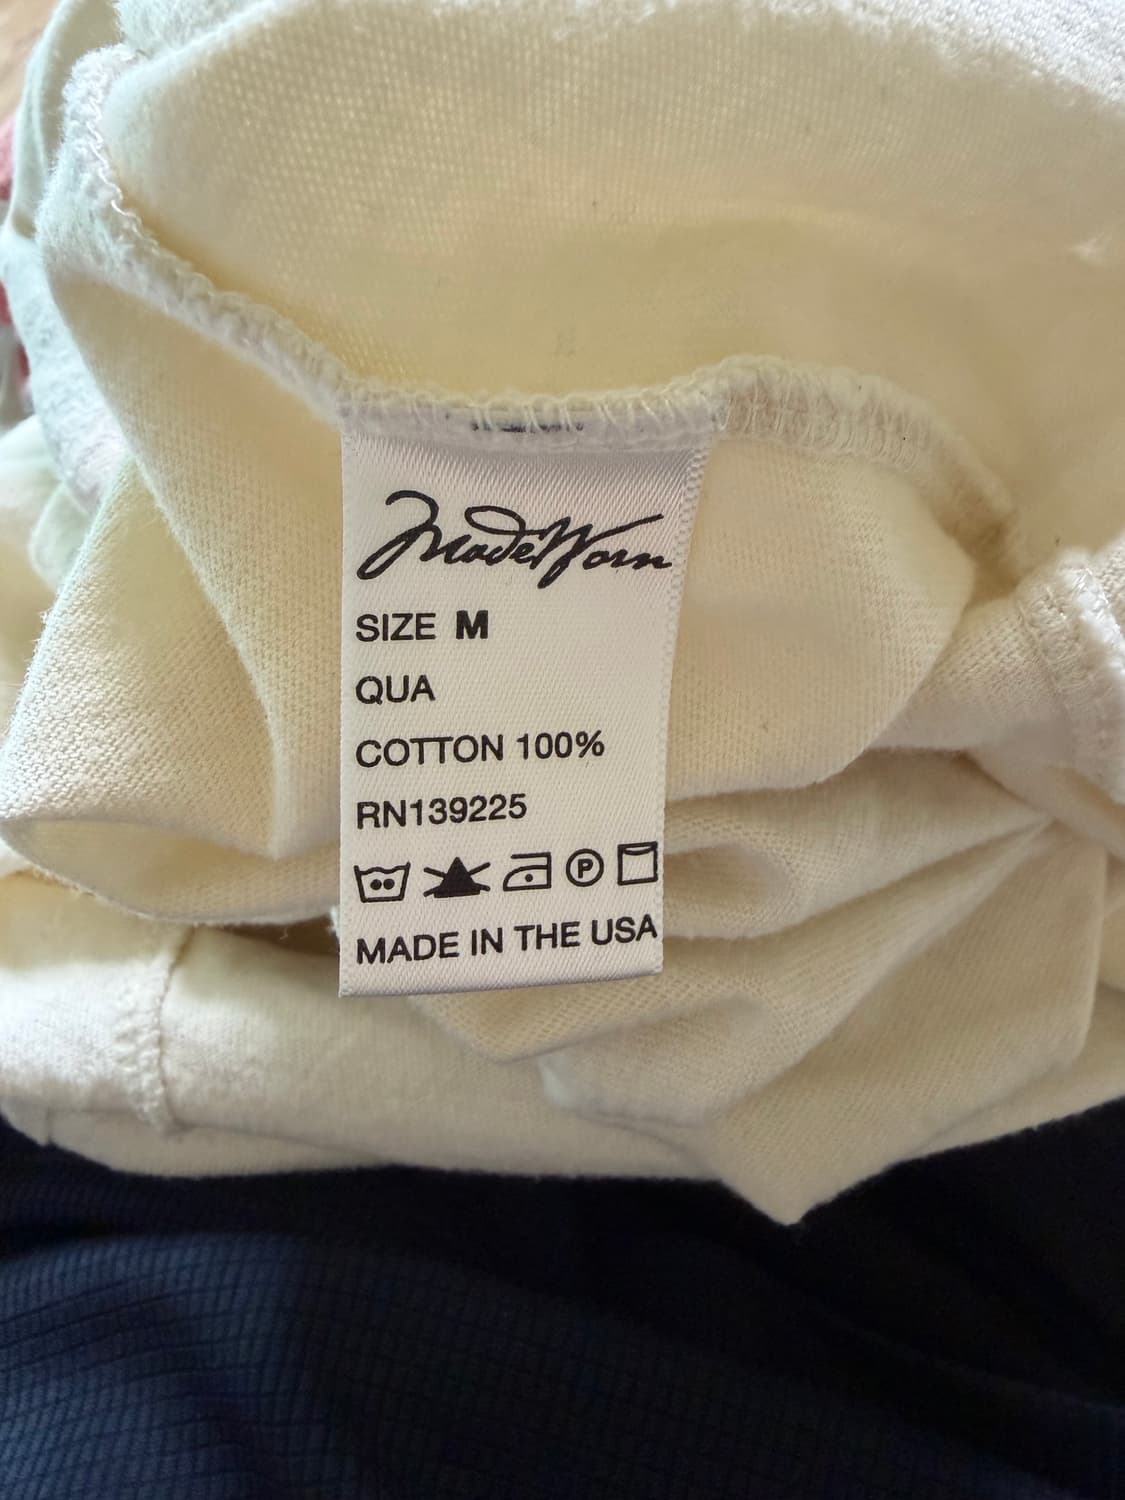 MadeWorn
SIZE M
QUA
COTTON 100%
RN139225
P
MADE IN THE USA